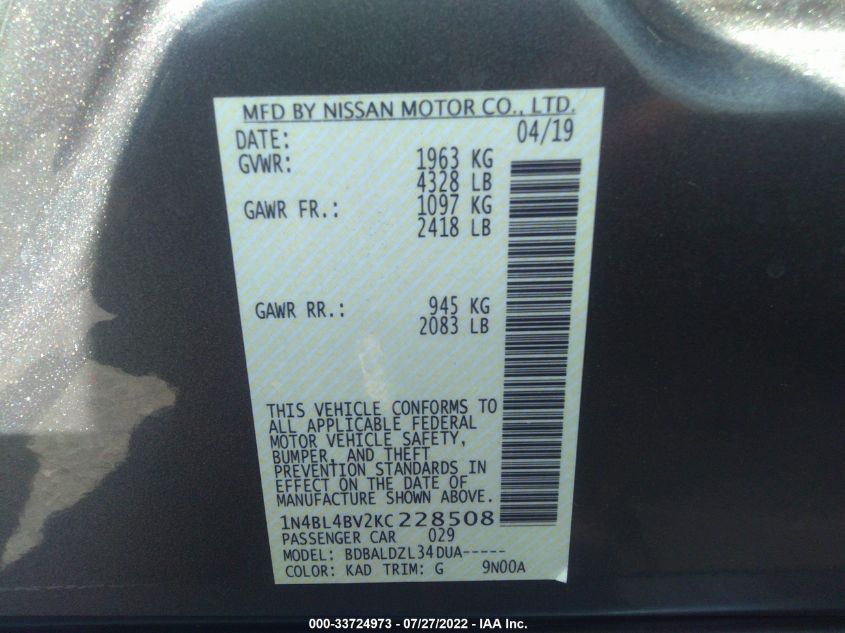 MFD BY NISSAN MOTOR CO., LTD.
DATE: 04/19
GVWR: 1963 KG
4328 LB
GAWR FR.: 1097 KG
2418 LB
GAWR RR.: 945 KG
2083 LB
THIS VEHICLE CONFORMS TO
ALL APPLICABLE FEDERAL
MOTOR VEHICLE SAFETY,
BUMPER, AND THEFT
PREVENTION STANDARDS IN
EFFECT ON THE DATE OF
MANUFACTURE SHOWN ABOVE.
1N4BL4BV2KC228508
PASSENGER CAR 029
MODEL: BDBALDZL34DUA-----
COLOR: KAD TRIM: G 9N00A
000-33724973 - 07/27/2022 - IAA Inc.